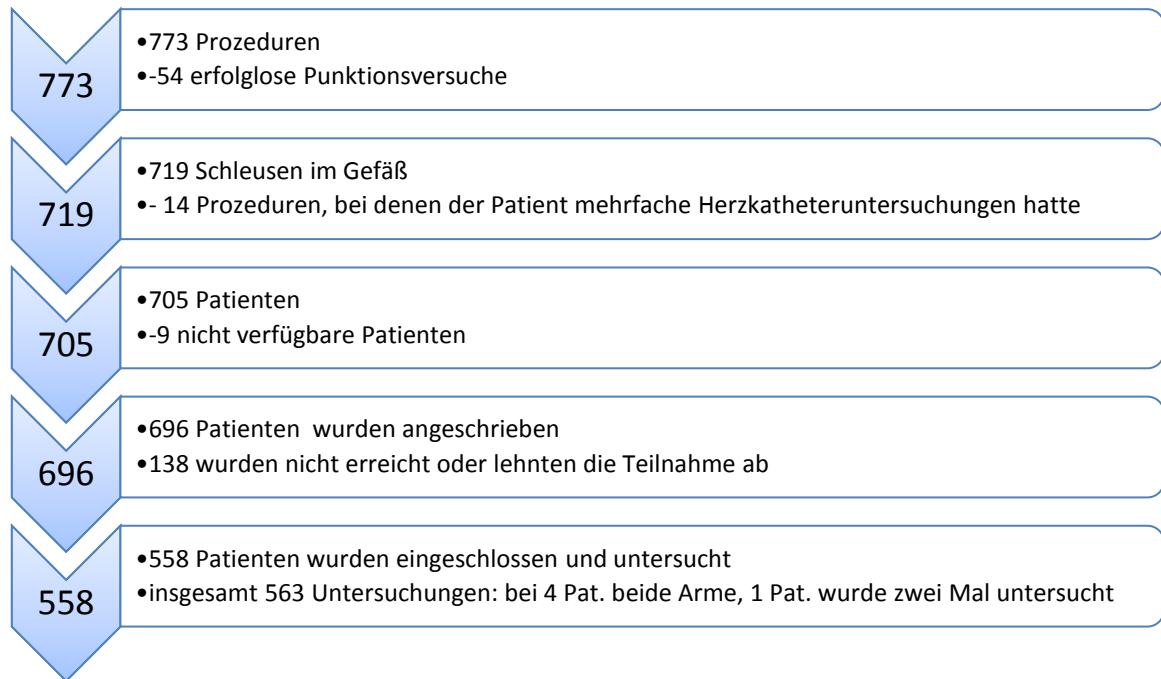 773
•773 Prozeduren
•-54 erfolglose Punktionsversuche
719
•719 Schleusen im Gefäß
•- 14 Prozeduren, bei denen der Patient mehrfache Herzkatheteruntersuchungen hatte
705
•705 Patienten
•-9 nicht verfügbare Patienten
696
•696 Patienten wurden angeschrieben
•138 wurden nicht erreicht oder lehnten die Teilnahme ab
558
•558 Patienten wurden eingeschlossen und untersucht
•insgesamt 563 Untersuchungen: bei 4 Pat. beide Arme, 1 Pat. wurde zwei Mal untersucht